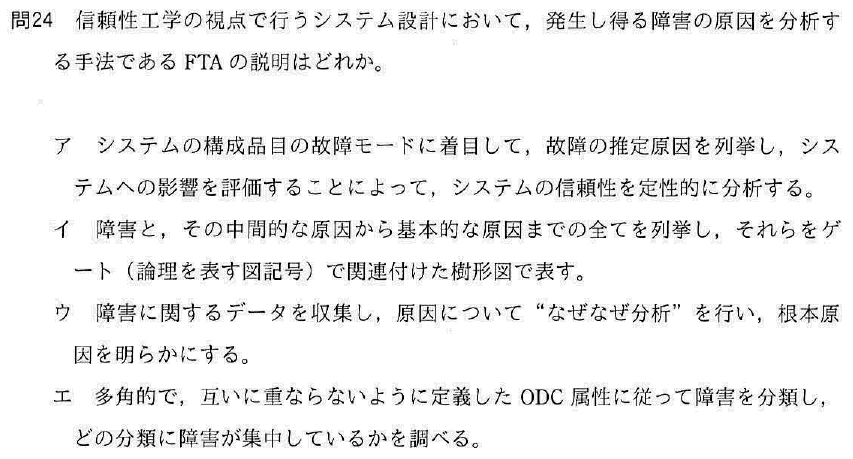 問24 信頼性工学の視点で行うシステム設計において，発生し得る障害の原因を分析す
る手法である FTA の説明はどれか。
ア システムの構成品目の故障モードに着目して，故障の推定原因を列挙し，シス
テムへの影響を評価することによって，システムの信頼性を定性的に分析する。
イ 障害と，その中間的な原因から基本的な原因までの全てを列挙し，それらをゲ
ート（論理を表す図記号）で関連付けた樹形図で表す。
ウ 障害に関するデータを収集し，原因について“なぜなぜ分析”を行い，根本原
因を明らかにする。
エ 多角的で，互いに重ならないように定義した ODC 属性に従って障害を分類し，
どの分類に障害が集中しているかを調べる。